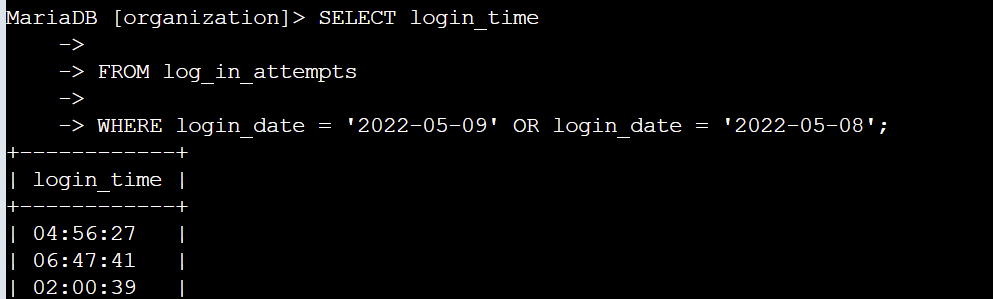 MariaDB [organization]> SELECT login_time
->
-> FROM log_in_attempts
->
-> WHERE login_date = '2022-05-09' OR login_date = '2022-05-08';
+------------+
| login_time |
+------------+
| 04:56:27 |
| 06:47:41 |
| 02:00:39 |